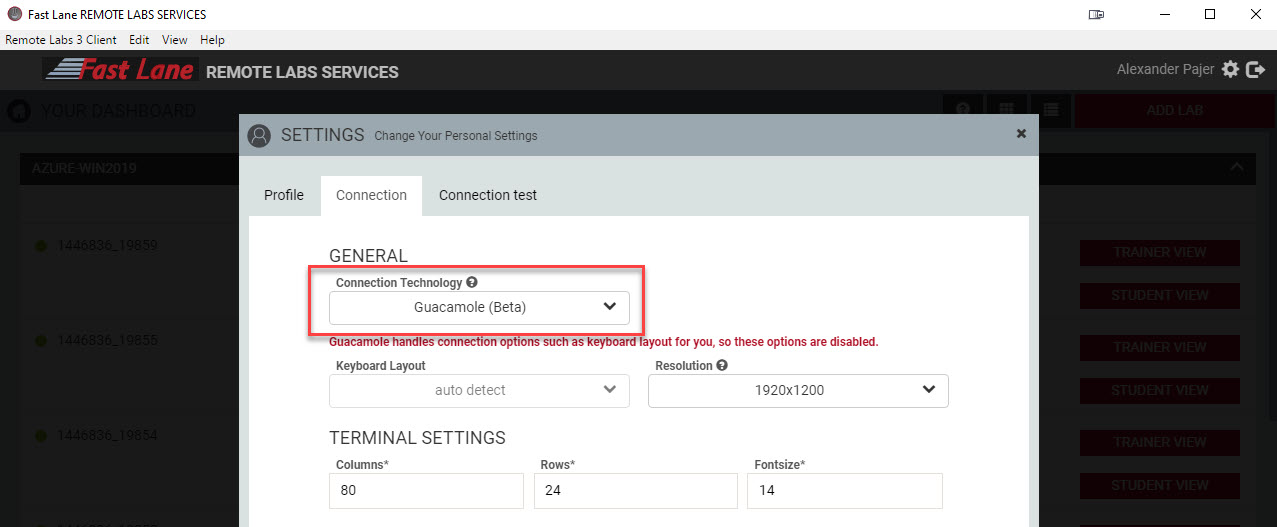 Fast Lane REMOTE LABS SERVICES
Remote Labs 3 Client Edit View Help
Fast Lane REMOTE LABS SERVICES
Alexander Pajer
YOUR DASHBOARD
ADD LAB
SETTINGS Change Your Personal Settings
AZURE-WIN2019
Profile Connection Connection test
1446836_19859
TRAINER VIEW
STUDENT VIEW
GENERAL
Connection Technology
Guacamole (Beta)
Guacamole handles connection options such as keyboard layout for you, so these options are disabled.
1446836_19855
TRAINER VIEW
STUDENT VIEW
Keyboard Layout Resolution
auto detect 1920x1200
1446836_19854
TRAINER VIEW
STUDENT VIEW
TERMINAL SETTINGS
Columns* Rows* Fontsize*
80 24 14